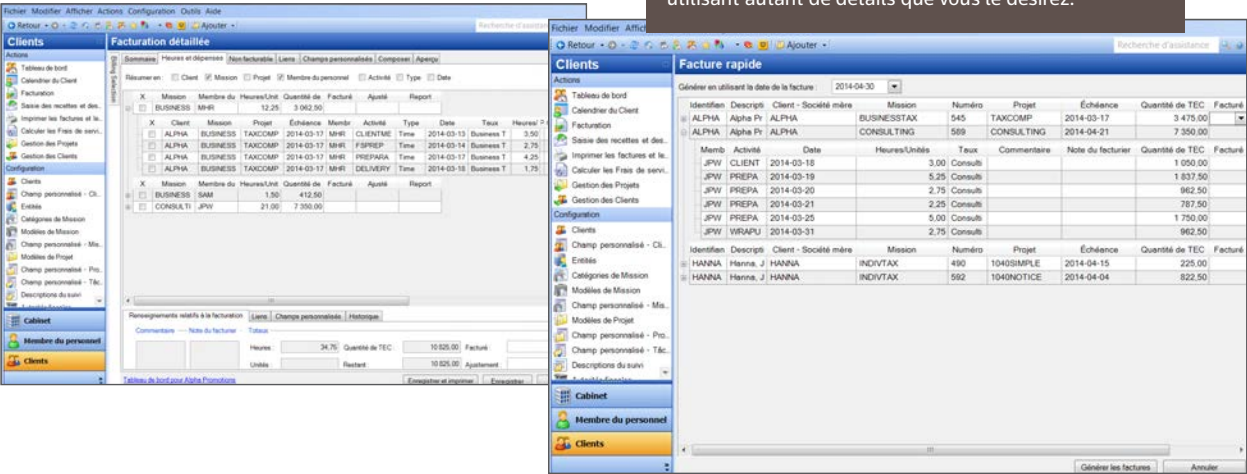 utilisant autant de détails que vous le désirez.
Fichier Modifier Afficher Actions Configuration Outils Aide
Retour Ajouter
Clients
Facturation détaillée
Actions
Tableau de bord
Calendrier du Client
Facturation
Saisie des recettes et des..
Imprimer les factures et le..
Calculer les Frais de servi..
Gestion des Projets
Gestion des Clients
Configuration
Clients
Champ personnalisé - Cli..
Entités
Catégories de Mission
Modèles de Mission
Champ personnalisé - Mis..
Modèles de Projet
Champ personnalisé - Pro..
Champ personnalisé - Tâc..
Descriptions du suivi
Cabinet
Membre du personnel
Clients
Billing Selection
Sommaire Heures et dépenses Non facturable Liens Champs personnalisés Composer Aperçu
Résumer en : Client Mission Projet Membre du personnel Activité Type Date
X Mission Membre du Heures/Unit Quantité de Facturé Ajusté Report
BUSINESS MHR 12,25 3 062,50
X Client Mission Projet Échéance Membr Activité Type Date Taux Heures/
ALPHA BUSINESS TAXCOMP 2014-03-17 MHR CLIENTME Time 2014-03-13 Business T 3,50
ALPHA BUSINESS TAXCOMP 2014-03-17 MHR FSPREP Time 2014-03-14 Business T 2,75
ALPHA BUSINESS TAXCOMP 2014-03-17 MHR PREPARA Time 2014-03-17 Business T 4,25
ALPHA BUSINESS TAXCOMP 2014-03-17 MHR DELIVERY Time 2014-03-18 Business T 1,75
X Mission Membre du Heures/Unit Quantité de Facturé Ajusté Report
BUSINESS SAM 1,50 412,50
CONSULTI JPW 21,00 7 350,00
Renseignements relatifs à la facturation Liens Champs personnalisés Historique
Commentaire Note du facturier Totaux
Heures : 34,75 Quantité de TEC : 10 825,00 Facturé :
Unités : Restant : 10 825,00 Ajustement :
Tableau de bord pour Alpha Promotions
Enregistrer et imprimer Enregistrer
Fichier Modifier Affic
Retour Ajouter Recherche d'assistance
Clients
Facture rapide
Actions
Tableau de bord
Calendrier du Client
Facturation
Saisie des recettes et des..
Imprimer les factures et le..
Calculer les Frais de servi..
Gestion des Projets
Gestion des Clients
Configuration
Clients
Champ personnalisé - Cli..
Entités
Catégories de Mission
Modèles de Mission
Champ personnalisé - Mis..
Modèles de Projet
Champ personnalisé - Pro..
Champ personnalisé - Tâc..
Descriptions du suivi
Cabinet
Membre du personnel
Clients
Générer en utilisant la date de la facture : 2014-04-30
Identifian Descripti Client - Société mère Mission Numéro Projet Échéance Quantité de TEC Facturé
ALPHA Alpha Pr ALPHA BUSINESSTAX 545 TAXCOMP 2014-03-17 3 475,00
ALPHA Alpha Pr ALPHA CONSULTING 589 CONSULTING 2014-04-21 7 350,00
Memb Activité Date Heures/Unités Taux Commentaire Note du facturier Quantité de TEC Facturé
JPW CLIENT 2014-03-18 3,00 Consulti 1 050,00
JPW PREPA 2014-03-19 5,25 Consulti 1 837,50
JPW PREPA 2014-03-20 2,75 Consulti 962,50
JPW PREPA 2014-03-21 2,25 Consulti 787,50
JPW PREPA 2014-03-25 5,00 Consulti 1 750,00
JPW WRAPU 2014-03-31 2,75 Consulti 962,50
Identifian Descripti Client - Société mère Mission Numéro Projet Échéance Quantité de TEC Facturé
HANNA Hanna, J HANNA INDIVTAX 490 1040SIMPLE 2014-04-15 225,00
HANNA Hanna, J HANNA INDIVTAX 592 1040NOTICE 2014-04-04 822,50
Générer les factures Annuler